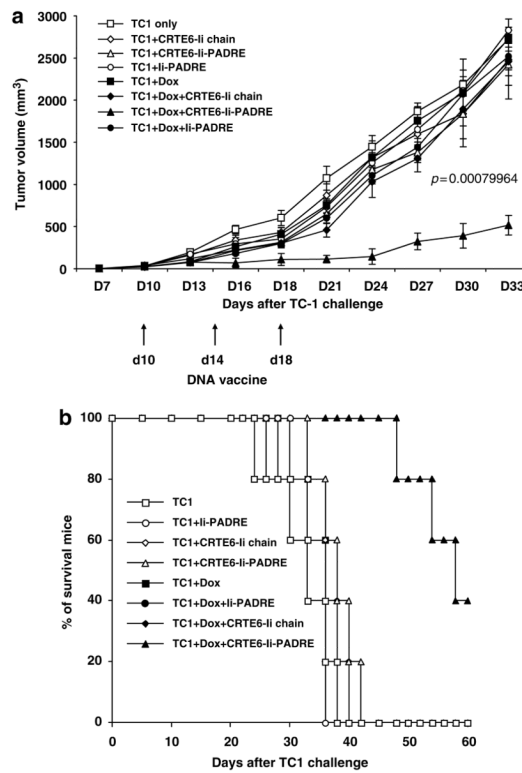 a
3000
2500
2000
1500
1000
500
0
Tumor volume (mm³)
TC1 only
TC1+CRTE6-Ii chain
TC1+CRTE6-Ii-PADRE
TC1+Ii-PADRE
TC1+Dox
TC1+Dox+CRTE6-Ii chain
TC1+Dox+CRTE6-Ii-PADRE
TC1+Dox+Ii-PADRE
p=0.00079964
D7 D10 D13 D16 D18 D21 D24 D27 D30 D33
Days after TC-1 challenge
d10 d14 d18
DNA vaccine
b
100
80
60
40
20
0
% of survival mice
TC1
TC1+Ii-PADRE
TC1+CRTE6-Ii chain
TC1+CRTE6-Ii-PADRE
TC1+Dox
TC1+Dox+Ii-PADRE
TC1+Dox+CRTE6-Ii chain
TC1+Dox+CRTE6-Ii-PADRE
0 10 20 30 40 50 60
Days after TC1 challenge